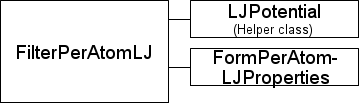 FilterPerAtomLJ
LJPotential
(Helper class)
FormPerAtom-
LJProperties